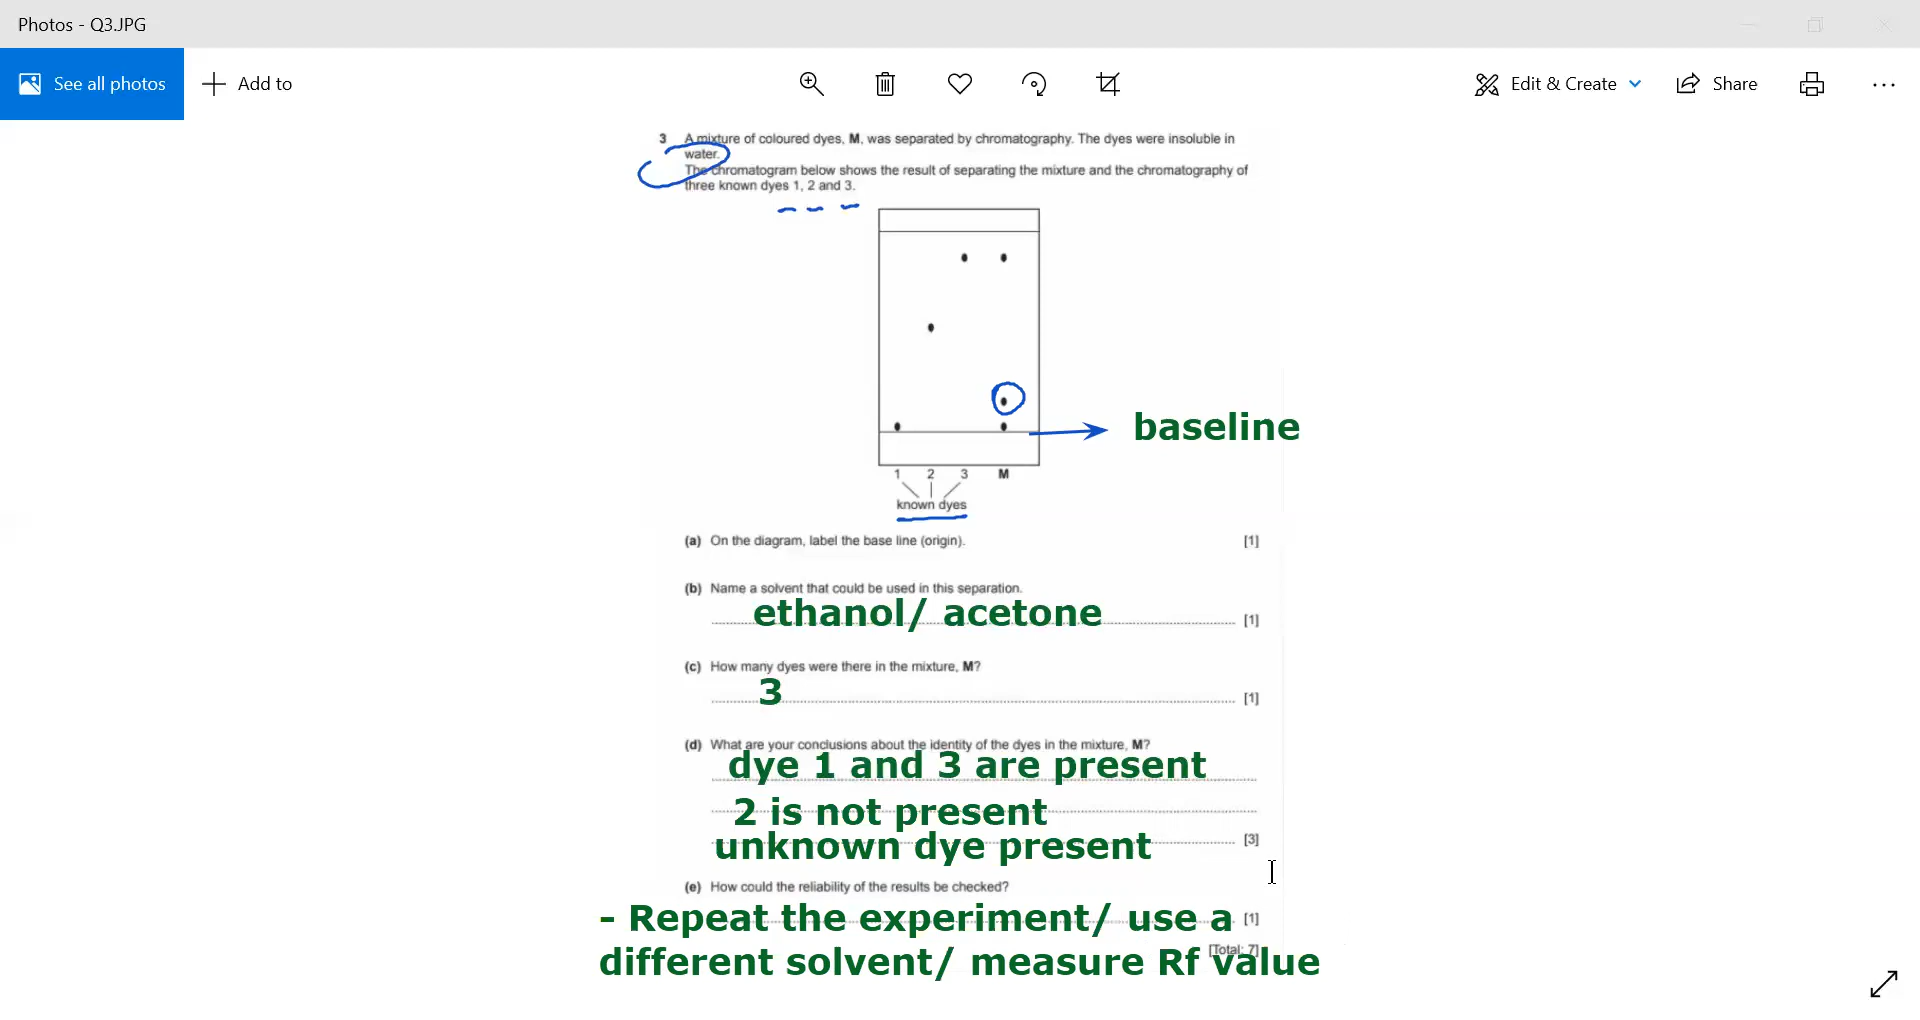 Photos - Q3.JPG
See all photos
Add to
Edit & Create
Share
3 A mixture of coloured dyes, M, was separated by chromatography. The dyes were insoluble in
water.
The chromatogram below shows the result of separating the mixture and the chromatography of
three known dyes 1, 2 and 3.
baseline
1 2 3 M
known dyes
(a) On the diagram, label the base line (origin). [1]
(b) Name a solvent that could be used in this separation.
ethanol/ acetone [1]
(c) How many dyes were there in the mixture, M?
3 [1]
(d) What are your conclusions about the identity of the dyes in the mixture, M?
dye 1 and 3 are present
2 is not present
unknown dye present [3]
(e) How could the reliability of the results be checked?
- Repeat the experiment/ use a [1]
[Total: 7]
different solvent/ measure Rf value